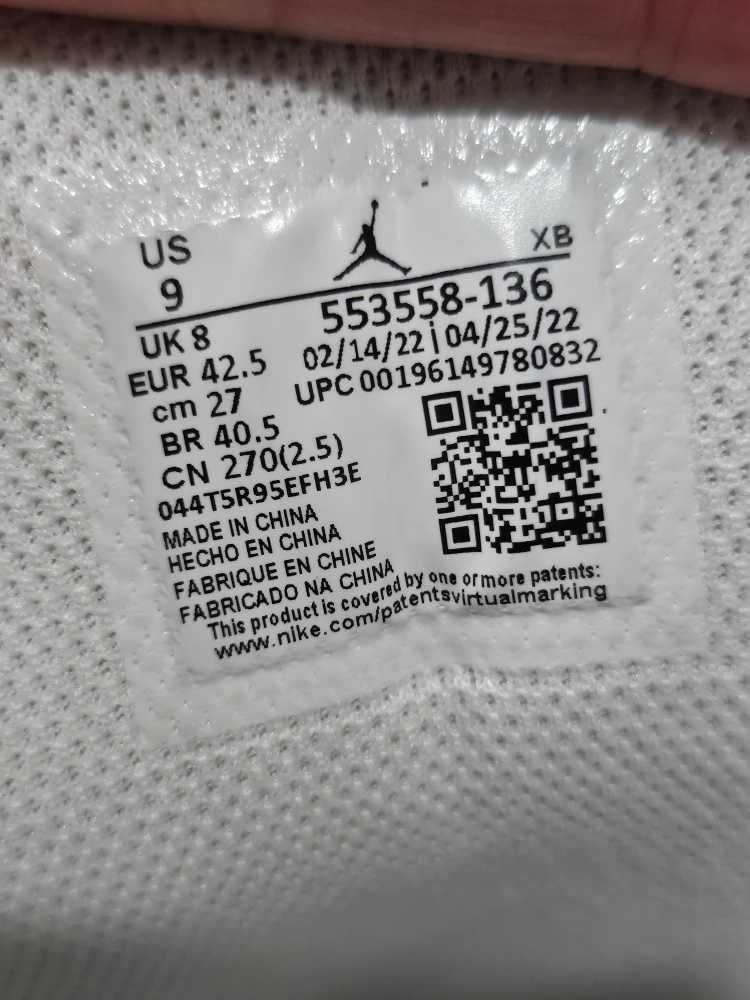 US
9
XB
553558-136
02/14/22 | 04/25/22
UPC 00196149780832
UK 8
EUR 42.5
cm 27
BR 40.5
CN 270(2.5)
044T5R95EFH3E
MADE IN CHINA
HECHO EN CHINA
FABRIQUE EN CHINE
FABRICADO NA CHINA
This product is covered by one or more patents:
www.nike.com/patentsvirtualmarking